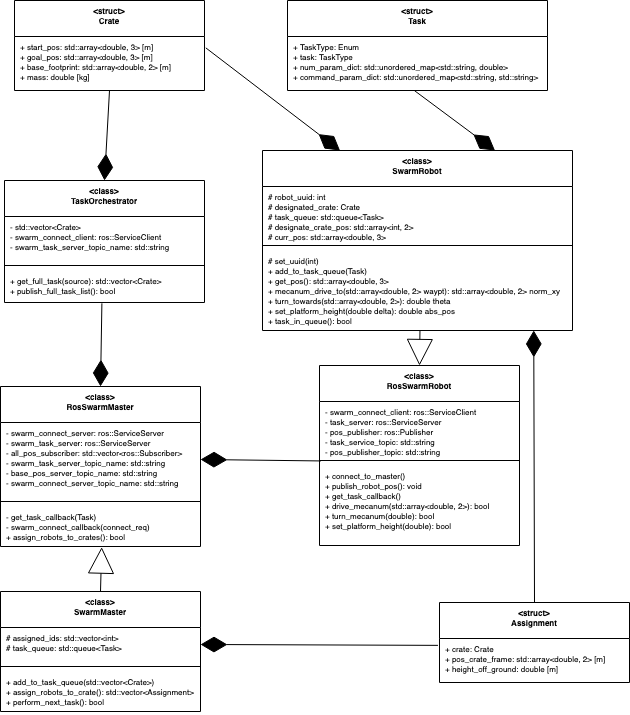 <struct>
Crate
+ start_pos: std::array<double, 3> [m]
+ goal_pos: std::array<double, 3> [m]
+ base_footprint: std::array<double, 2> [m]
+ mass: double [kg]
<struct>
Task
+ TaskType: Enum
+ task: TaskType
+ num_param_dict: std::unordered_map<std::string, double>
+ command_param_dict: std::unordered_map<std::string, std::string>
<class>
TaskOrchestrator
- std::vector<Crate>
- swarm_connect_client: ros::ServiceClient
- swarm_task_server_topic_name: std::string
+ get_full_task(source): std::vector<Crate>
+ publish_full_task_list(): bool
<class>
SwarmRobot
# robot_uuid: int
# designated_crate: Crate
# task_queue: std::queue<Task>
# designate_crate_pos: std::array<int, 2>
# curr_pos: std::array<double, 3>
# set_uuid(int)
+ add_to_task_queue(Task)
+ get_pos(): std::array<double, 3>
+ mecanum_drive_to(std::array<double, 2> waypt): std::array<double, 2> norm_xy
+ turn_towards(std::array<double, 2>): double theta
+ set_platform_height(double delta): double abs_pos
+ task_in_queue(): bool
<class>
RosSwarmMaster
- swarm_connect_server: ros::ServiceServer
- swarm_task_server: ros::ServiceServer
- all_pos_subscriber: std::vector<ros::Subscriber>
- swarm_task_server_topic_name: std::string
- base_pos_server_topic_name: std::string
- swarm_connect_server_topic_name: std::string
- get_task_callback(Task)
- swarm_connect_callback(connect_req)
+ assign_robots_to_crates(): bool
<class>
RosSwarmRobot
- swarm_connect_client: ros::ServiceClient
- task_server: ros::ServiceServer
- pos_publisher: ros::Publisher
- task_service_topic: std::string
- pos_publisher_topic: std::string
+ connect_to_master()
+ publish_robot_pos(): void
+ get_task_callback()
+ drive_mecanum(std::array<double, 2>): bool
+ turn_mecanum(double): bool
+ set_platform_height(double): bool
<class>
SwarmMaster
# assigned_ids: std::vector<int>
# task_queue: std::queue<Task>
+ add_to_task_queue(std::vector<Crate>)
+ assign_robots_to_crate(): std::vector<Assignment>
+ perform_next_task(): bool
<struct>
Assignment
+ crate: Crate
+ pos_crate_frame: std::array<double, 2> [m]
+ height_off_ground: double [m]